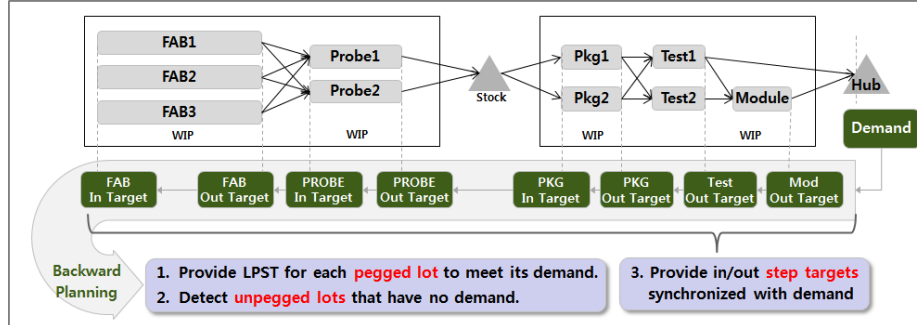 FAB1
FAB2
FAB3
WIP
Probe1
Probe2
WIP
Stock
Pkg1
Pkg2
WIP
Test1
Test2
Module
WIP
Hub
Demand
FAB
In Target
FAB
Out Target
PROBE
In Target
PROBE
Out Target
PKG
In Target
PKG
Out Target
Test
Out Target
Mod
Out Target
Backward
Planning
1. Provide LPST for each pegged lot to meet its demand.
2. Detect unpegged lots that have no demand.
3. Provide in/out step targets
synchronized with demand